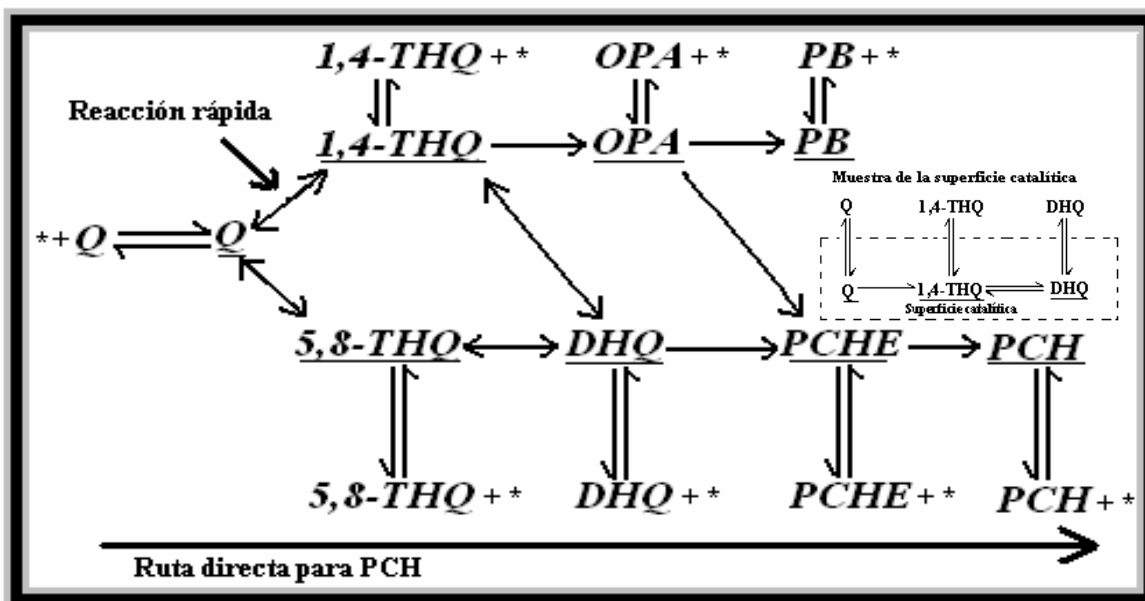 1,4-THQ + * OPA + * PB + *
Reacción rápida
1,4-THQ OPA PB
Muestra de la superficie catalítica
Q 1,4-THQ DHQ
* + Q Q
Q 1,4-THQ DHQ
Superficie catalítica
5,8-THQ DHQ PCHE PCH
5,8-THQ + * DHQ + * PCHE + * PCH + *
Ruta directa para PCH